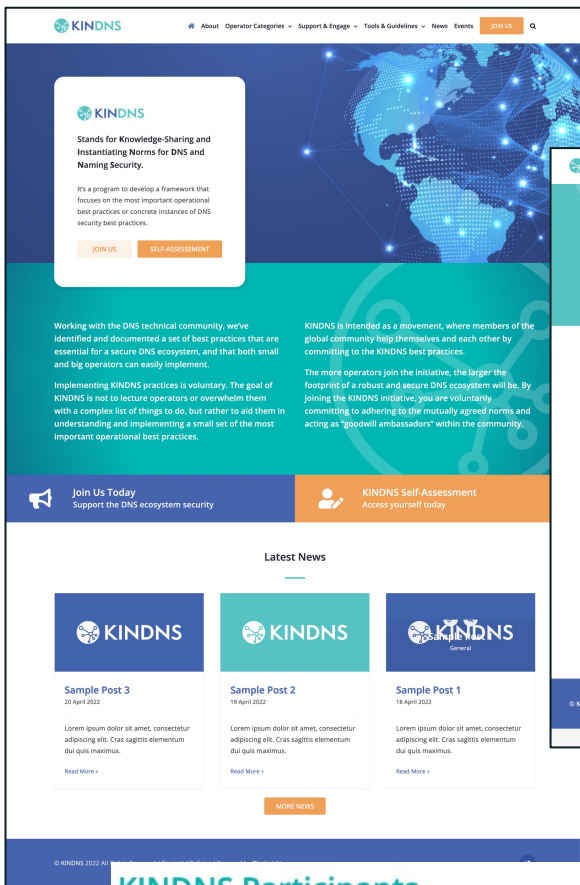 KINDNS
About Operator Categories Support & Engage Tools & Guidelines News Events JOIN US
KINDNS
Stands for Knowledge-Sharing and
Instantiating Norms for DNS and
Naming Security.
It's a program to develop a framework that
focuses on the most important operational
best practices or concrete instances of DNS
security best practices.
JOIN US SELF-ASSESSEMENT
Working with the DNS technical community, we've
identified and documented a set of best practices that are
essential for a secure DNS ecosystem, and that both small
and big operators can easily implement.
Implementing KINDNS practices is voluntary. The goal of
KINDNS is not to lecture operators or overwhelm them
with a complex list of things to do, but rather to aid them in
understanding and implementing a small set of the most
important operational best practices.
KINDNS is intended as a movement, where members of the
global community help themselves and each other by
committing to the KINDNS best practices.
The more operators join the initiative, the larger the
footprint of a robust and secure DNS ecosystem will be. By
joining the KINDNS initiative, you are voluntarily
committing to adhering to the mutually agreed norms and
acting as "goodwill ambassadors" within the community.
Join Us Today
Support the DNS ecosystem security
KINDNS Self-Assessment
Access yourself today
Latest News
KINDNS
Sample Post 3
20 April 2022
Lorem ipsum dolor sit amet, consectetur
adipiscing elit. Cras sagittis elementum
dui quis maximus.
Read More >
KINDNS
Sample Post 2
19 April 2022
Lorem ipsum dolor sit amet, consectetur
adipiscing elit. Cras sagittis elementum
dui quis maximus.
Read More >
KINDNS
Sample Post 1
General
Sample Post 1
18 April 2022
Lorem ipsum dolor sit amet, consectetur
adipiscing elit. Cras sagittis elementum
dui quis maximus.
Read More >
MORE NEWS
© K
© KINDNS 2022 All
KINDNS Participants